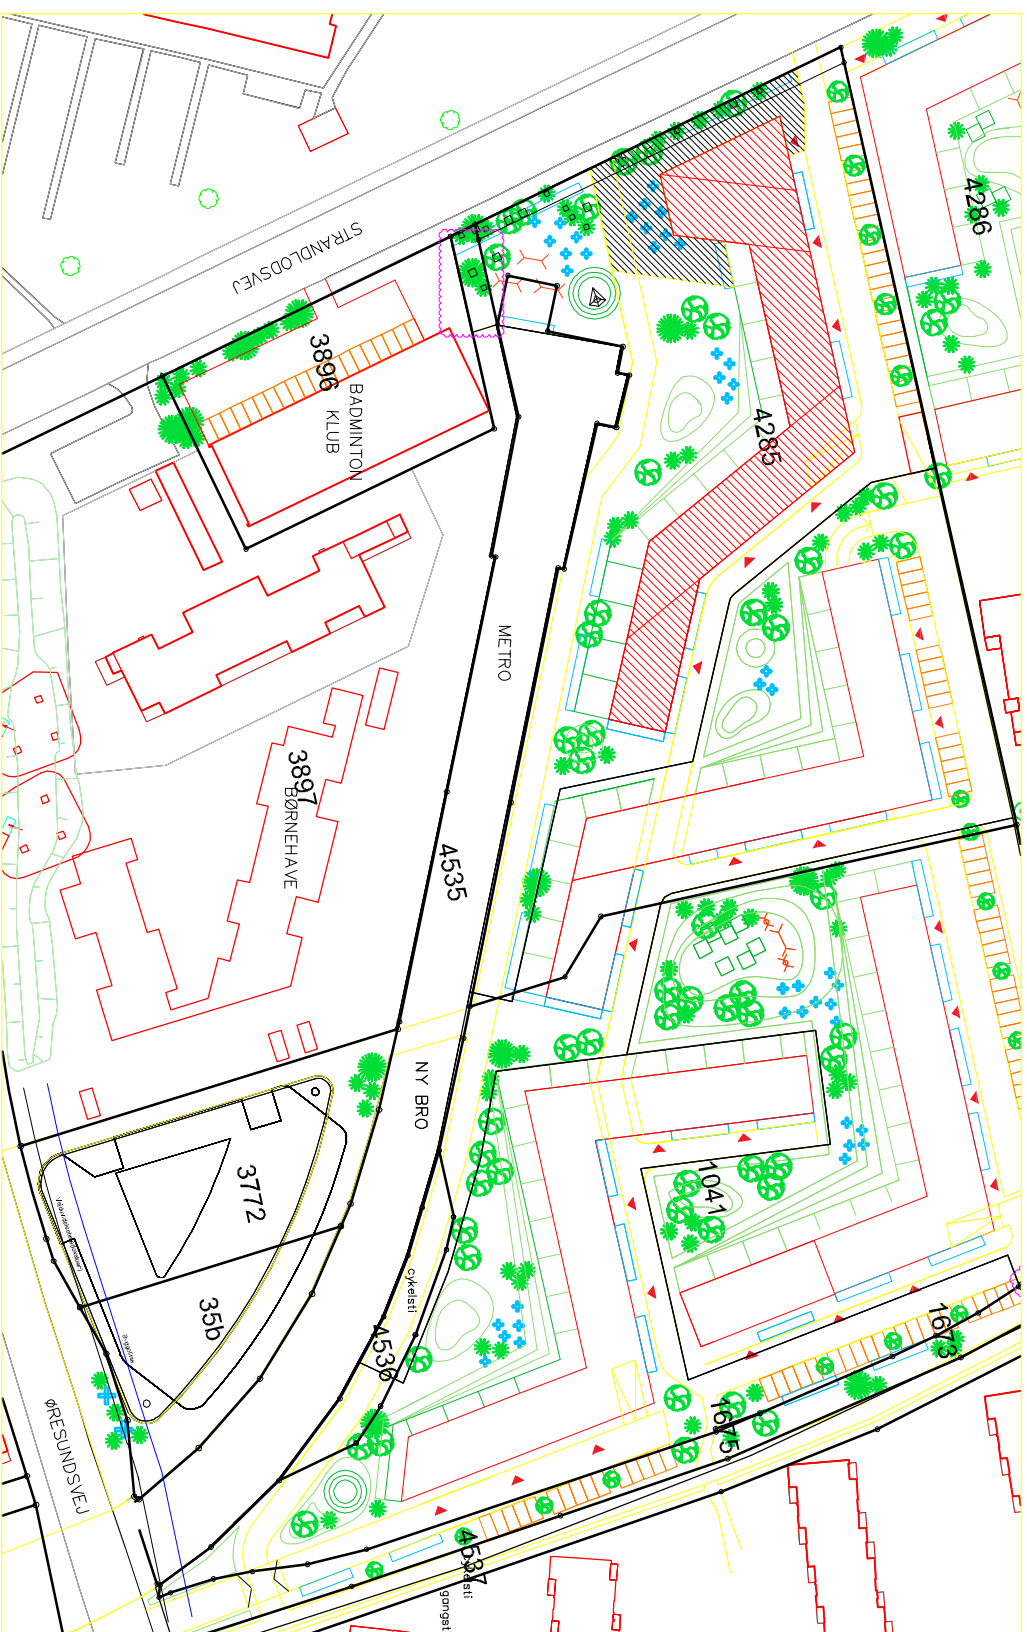 4286
STRANDLODSVEJ
3896
BADMINTON
KLUB
4285
METRO
3897
BØRNEHAVE
4535
NY BRO
3772
1041
35b
cykelsti
4536
1673
1675
ØRESUNDSVEJ
4537
cykelsti
gangst